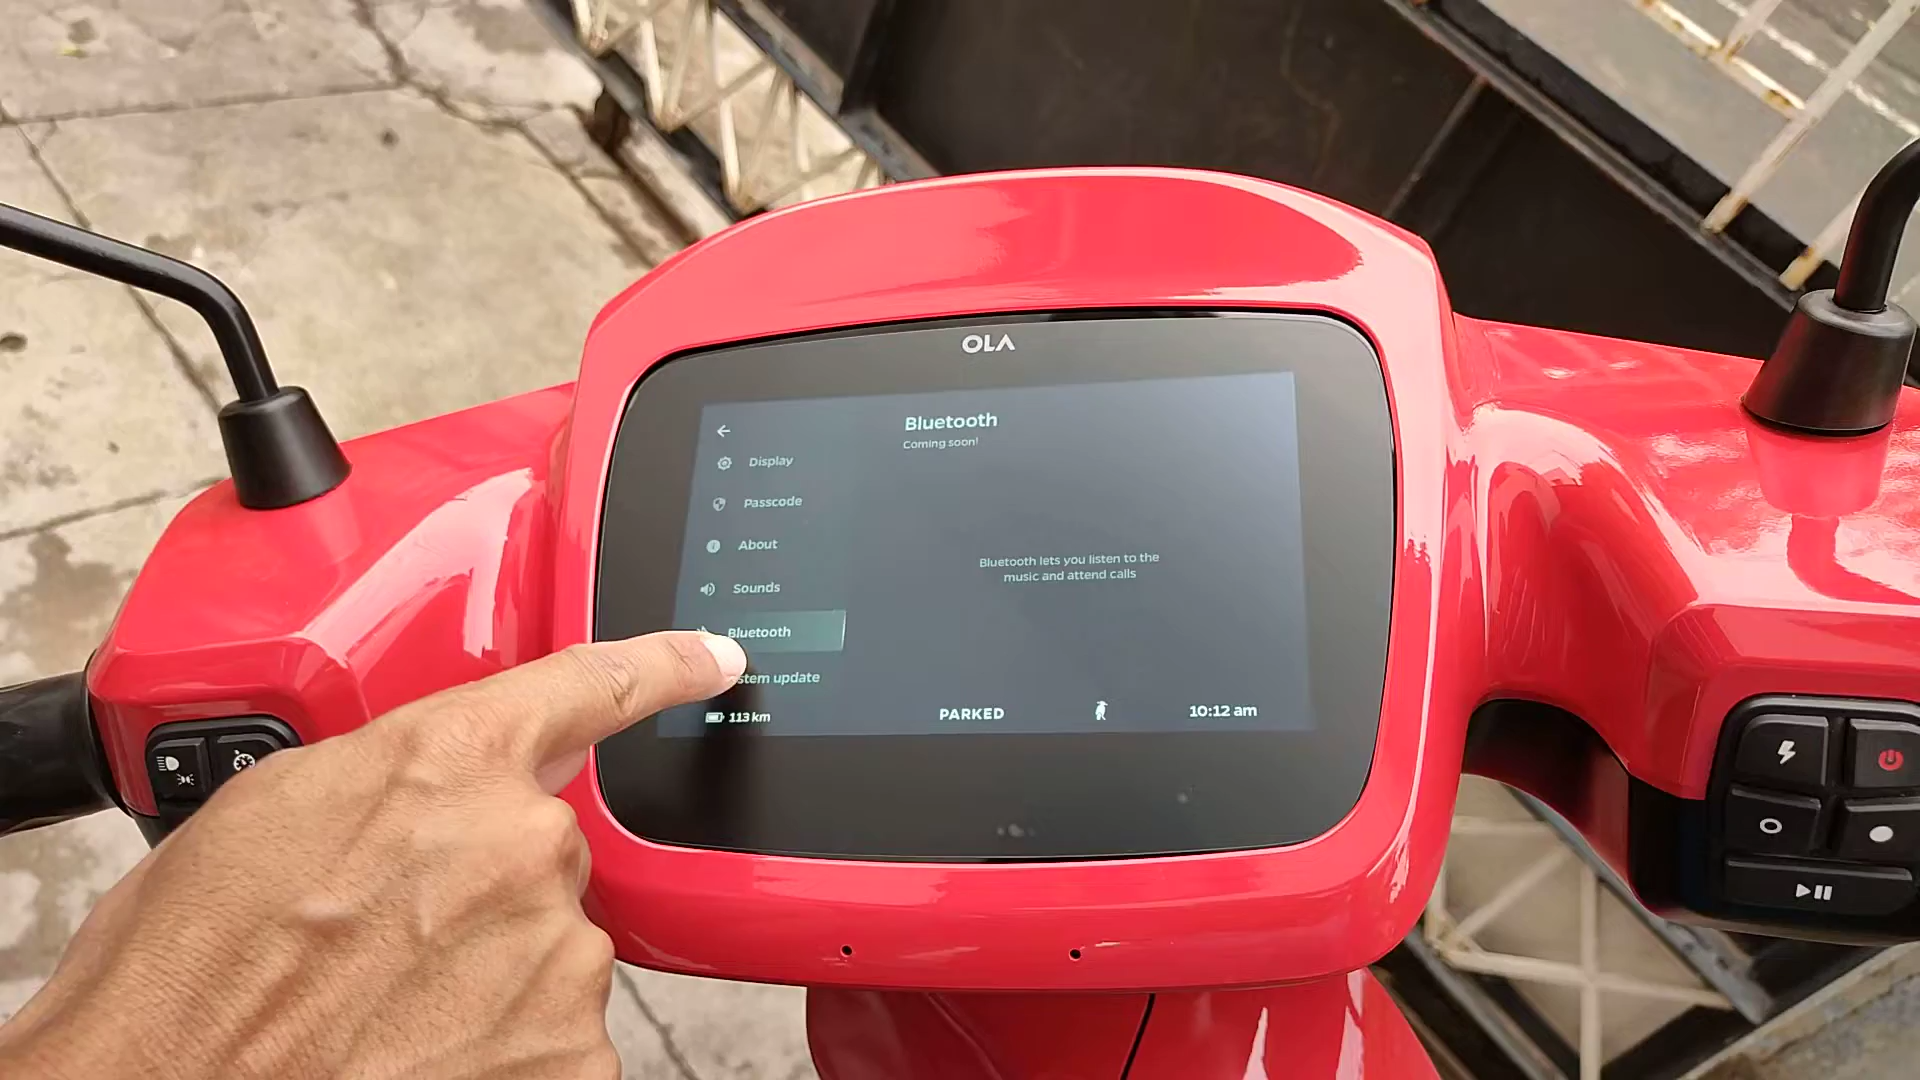 OLA
Bluetooth
Coming soon!
Display
Passcode
About
Sounds
Bluetooth
stem update
Bluetooth lets you listen to the
music and attend calls
113 km
PARKED
10:12 am